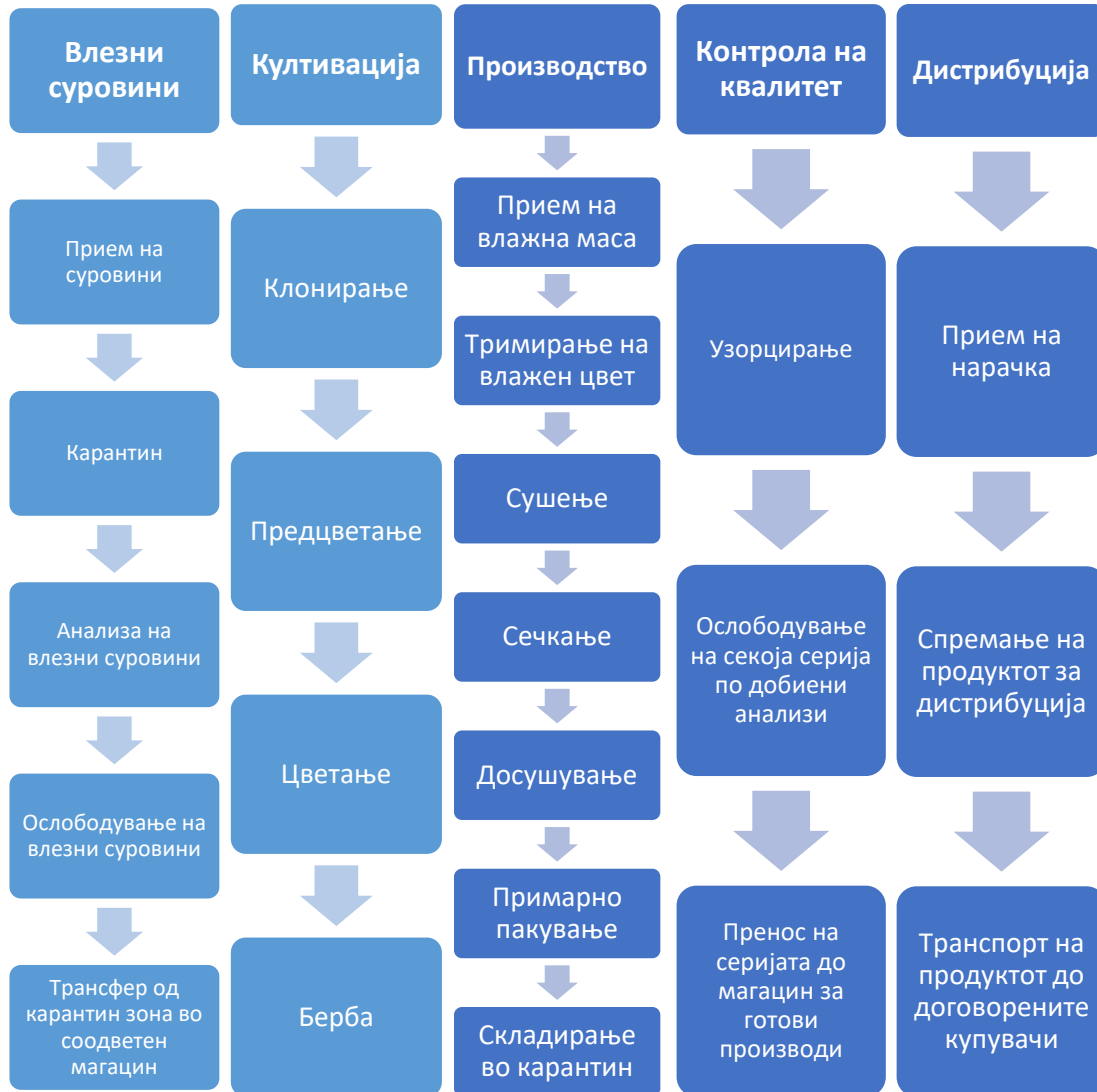 Влезни
суровини
Прием на
суровини
Карантин
Анализа на
влезни суровини
Ослободување на
влезни суровини
Трансфер од
карантин зона во
соодветен
магацин
Култивација
Клонирање
Предцветање
Цветање
Берба
Производство
Прием на
влажна маса
Тримирање на
влажен цвет
Сушење
Сечкање
Досушување
Примарно
пакување
Складирање
во карантин
Контрола на
квалитет
Узорцирање
Ослободување
на секоја серија
по добиени
анализи
Пренос на
серијата до
магацин за
готови
производи
Дистрибуција
Прием на
нарачка
Спремање на
продуктот за
дистрибуција
Транспорт на
продуктот до
договорените
купувачи